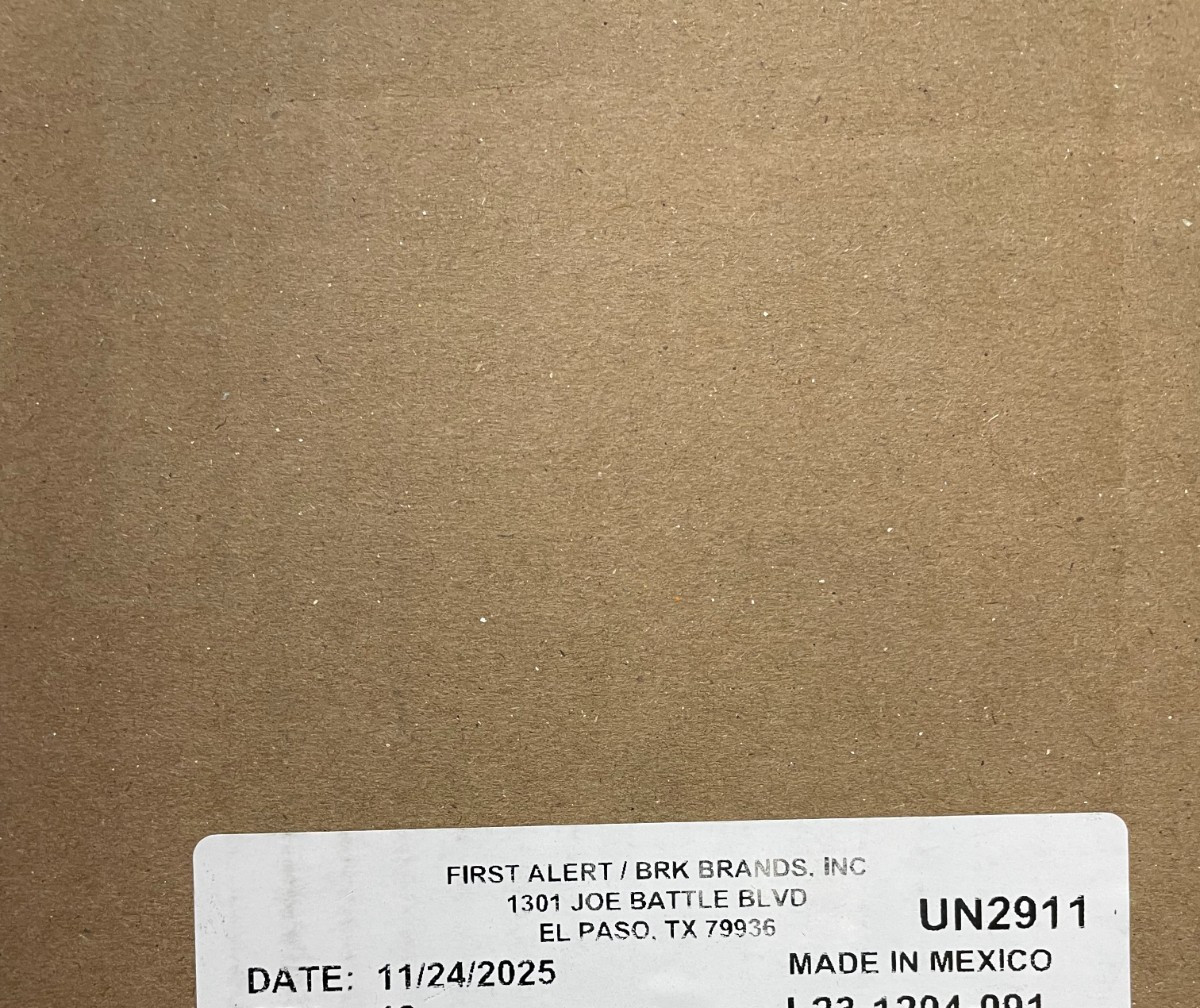 FIRST ALERT / BRK BRANDS, INC
1301 JOE BATTLE BLVD
EL PASO, TX 79936
UN2911
MADE IN MEXICO
DATE: 11/24/2025